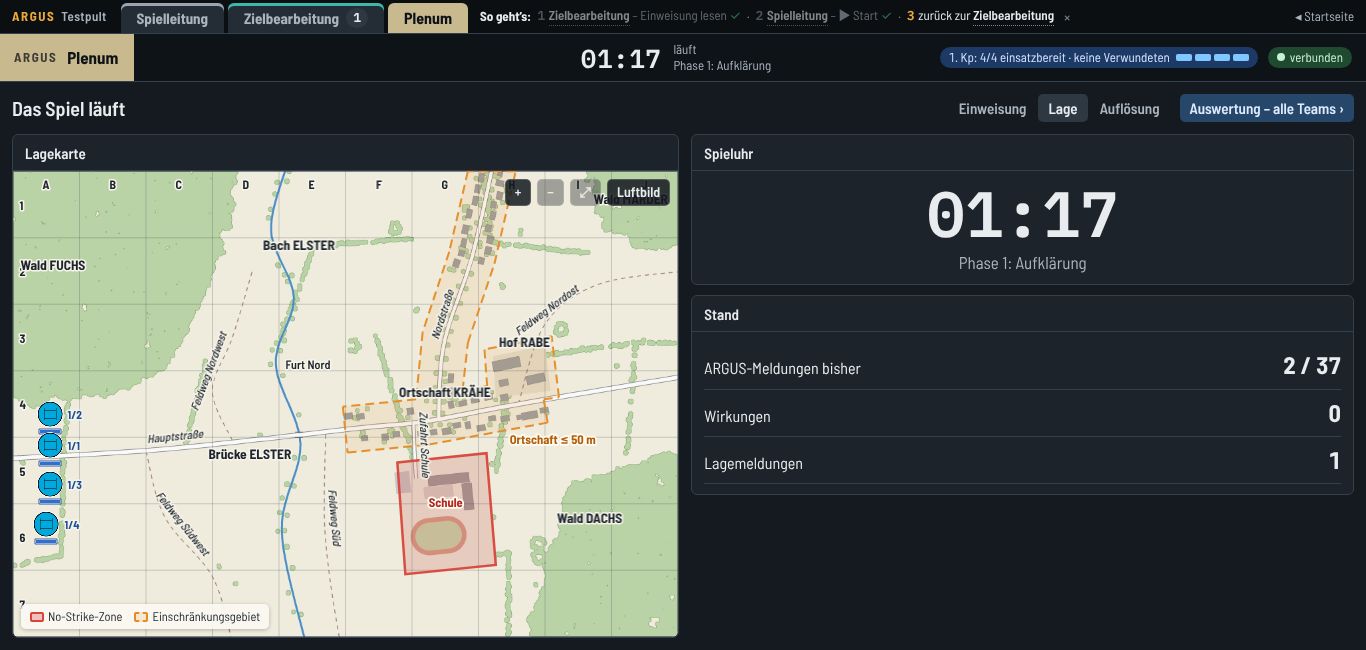 ARGUS Testpult Spielleitung Zielbearbeitung 1 Plenum So geht's: 1 Zielbearbeitung – Einweisung lesen ✓ · 2 Spielleitung – ▶ Start ✓ · 3 zurück zur Zielbearbeitung × ◂ Startseite
ARGUS Plenum
01:17
läuft
Phase 1: Aufklärung
1. Kp: 4/4 einsatzbereit · keine Verwundeten
verbunden
Das Spiel läuft
Einweisung Lage Auflösung Auswertung – alle Teams ›
Lagekarte
A B C D E F G H I
+ − Luftbild
1
Wald HARDER
Bach ELSTER
2
Wald FUCHS
Nordstraße
Feldweg Nordost
3
Hof RABE
Feldweg Nordwest
Furt Nord
Ortschaft KRÄHE
4
1/2
Zufahrt Schule
Hauptstraße
Ortschaft ≤ 50 m
1/1
Brücke ELSTER
5
1/3
Schule
Feldweg Südwest
Feldweg Süd
Wald DACHS
1/4
6
7
No-Strike-Zone Einschränkungsgebiet
Spieluhr
01:17
Phase 1: Aufklärung
Stand
ARGUS-Meldungen bisher 2 / 37
Wirkungen 0
Lagemeldungen 1